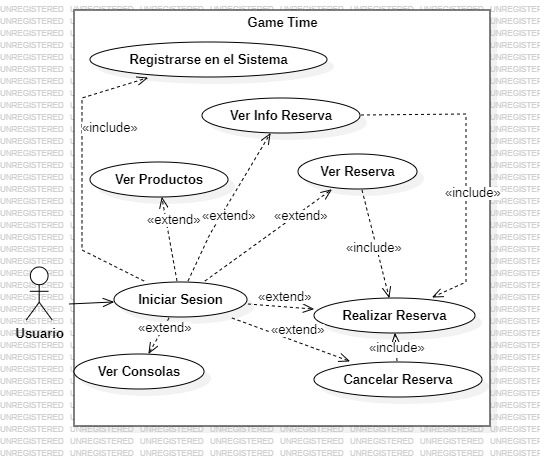 Game Time
Registrarse en el Sistema
Ver Info Reserva
«include»
Ver Reserva
Ver Productos
«include»
«extend»
«extend»
«extend»
«include»
Iniciar Sesion
«extend»
Realizar Reserva
Usuario
«extend»
«extend»
«include»
Ver Consolas
Cancelar Reserva